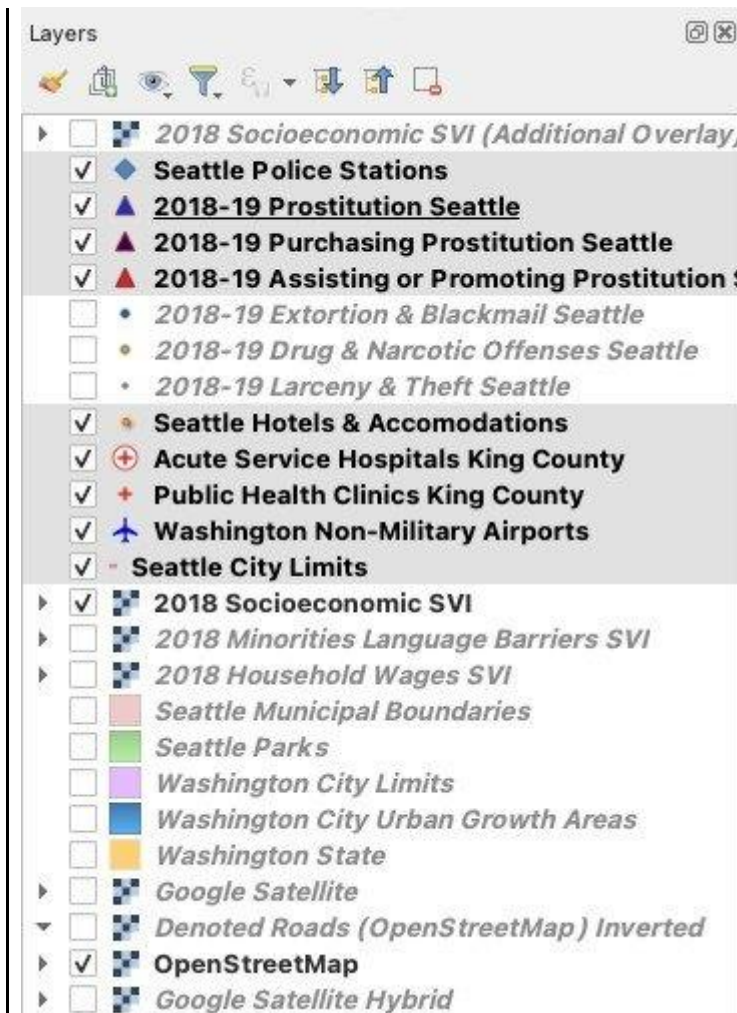 Layers
2018 Socioeconomic SVI (Additional Overlay)
Seattle Police Stations
2018-19 Prostitution Seattle
2018-19 Purchasing Prostitution Seattle
2018-19 Assisting or Promoting Prostitution
2018-19 Extortion & Blackmail Seattle
2018-19 Drug & Narcotic Offenses Seattle
2018-19 Larceny & Theft Seattle
Seattle Hotels & Accomodations
Acute Service Hospitals King County
Public Health Clinics King County
Washington Non-Military Airports
Seattle City Limits
2018 Socioeconomic SVI
2018 Minorities Language Barriers SVI
2018 Household Wages SVI
Seattle Municipal Boundaries
Seattle Parks
Washington City Limits
Washington City Urban Growth Areas
Washington State
Google Satellite
Denoted Roads (OpenStreetMap) Inverted
OpenStreetMap
Google Satellite Hybrid